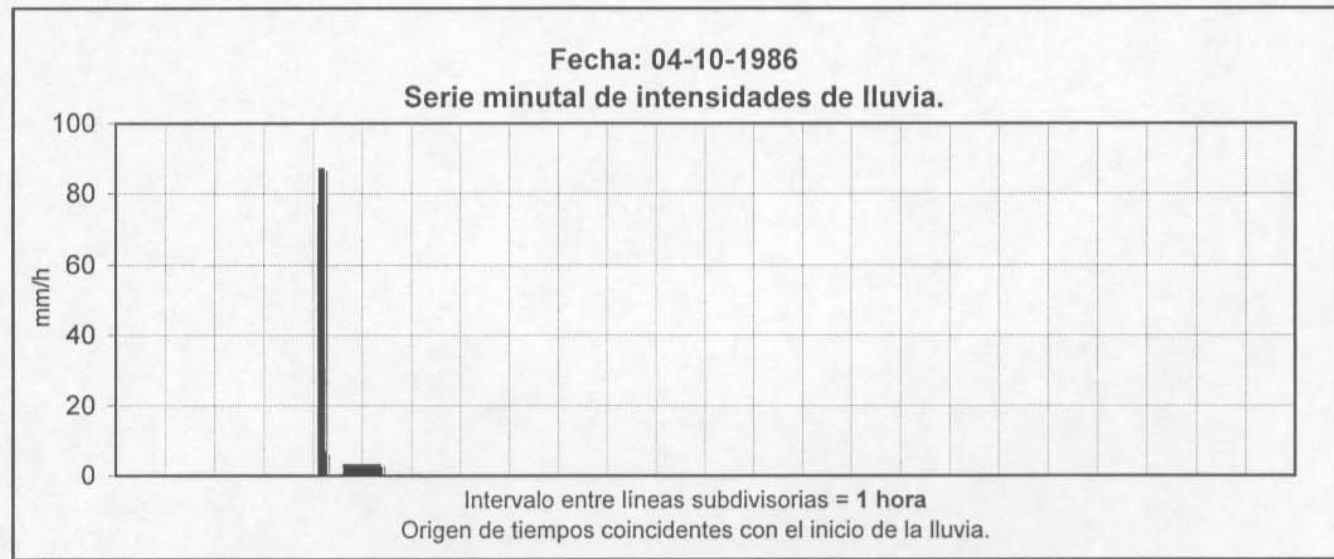 Fecha: 04-10-1986
Serie minutal de intensidades de lluvia.
100
80
60
40
20
0
mm/h
Intervalo entre líneas subdivisorias = 1 hora
Origen de tiempos coincidentes con el inicio de la lluvia.